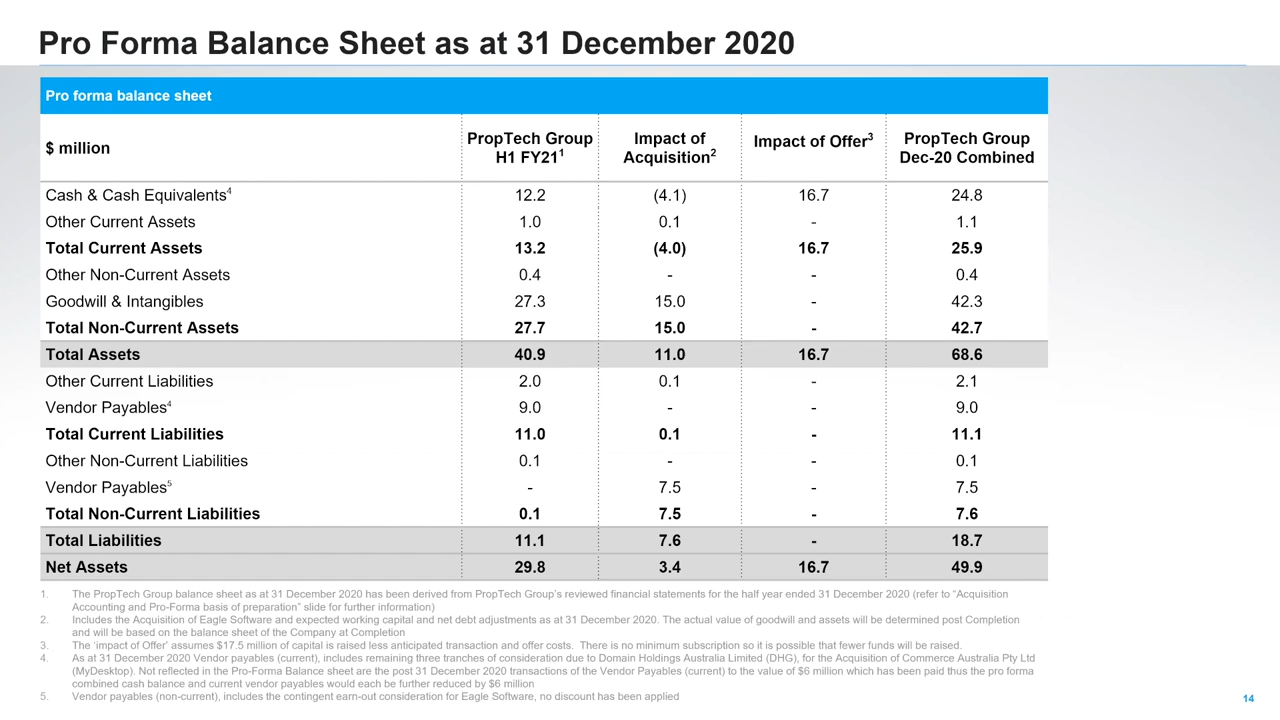 Pro Forma Balance Sheet as at 31 December 2020
Pro forma balance sheet
$ million PropTech Group H1 FY21¹ Impact of Acquisition² Impact of Offer³ PropTech Group Dec-20 Combined
Cash & Cash Equivalents⁴ 12.2 (4.1) 16.7 24.8
Other Current Assets 1.0 0.1 - 1.1
Total Current Assets 13.2 (4.0) 16.7 25.9
Other Non-Current Assets 0.4 - - 0.4
Goodwill & Intangibles 27.3 15.0 - 42.3
Total Non-Current Assets 27.7 15.0 - 42.7
Total Assets 40.9 11.0 16.7 68.6
Other Current Liabilities 2.0 0.1 - 2.1
Vendor Payables⁴ 9.0 - - 9.0
Total Current Liabilities 11.0 0.1 - 11.1
Other Non-Current Liabilities 0.1 - - 0.1
Vendor Payables⁵ - 7.5 - 7.5
Total Non-Current Liabilities 0.1 7.5 - 7.6
Total Liabilities 11.1 7.6 - 18.7
Net Assets 29.8 3.4 16.7 49.9
1. The PropTech Group balance sheet as at 31 December 2020 has been derived from PropTech Group's reviewed financial statements for the half year ended 31 December 2020 (refer to “Acquisition
Accounting and Pro-Forma basis of preparation” slide for further information)
2. Includes the Acquisition of Eagle Software and expected working capital and net debt adjustments as at 31 December 2020. The actual value of goodwill and assets will be determined post Completion
and will be based on the balance sheet of the Company at Completion
3. The ‘impact of Offer’ assumes $17.5 million of capital is raised less anticipated transaction and offer costs. There is no minimum subscription so it is possible that fewer funds will be raised.
4. As at 31 December 2020 Vendor payables (current), includes remaining three tranches of consideration due to Domain Holdings Australia Limited (DHG), for the Acquisition of Commerce Australia Pty Ltd
(MyDesktop). Not reflected in the Pro-Forma Balance sheet are the post 31 December 2020 transactions of the Vendor Payables (current) to the value of $6 million which has been paid thus the pro forma
combined cash balance and current vendor payables would each be further reduced by $6 million
5. Vendor payables (non-current), includes the contingent earn-out consideration for Eagle Software, no discount has been applied
14